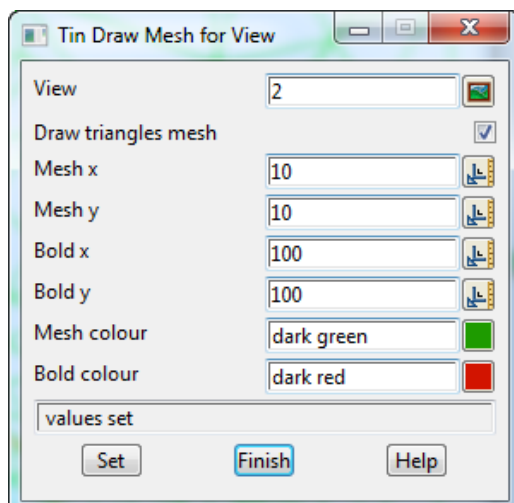 Tin Draw Mesh for View
View 2
Draw triangles mesh
Mesh x 10
Mesh y 10
Bold x 100
Bold y 100
Mesh colour dark green
Bold colour dark red
values set
Set Finish Help